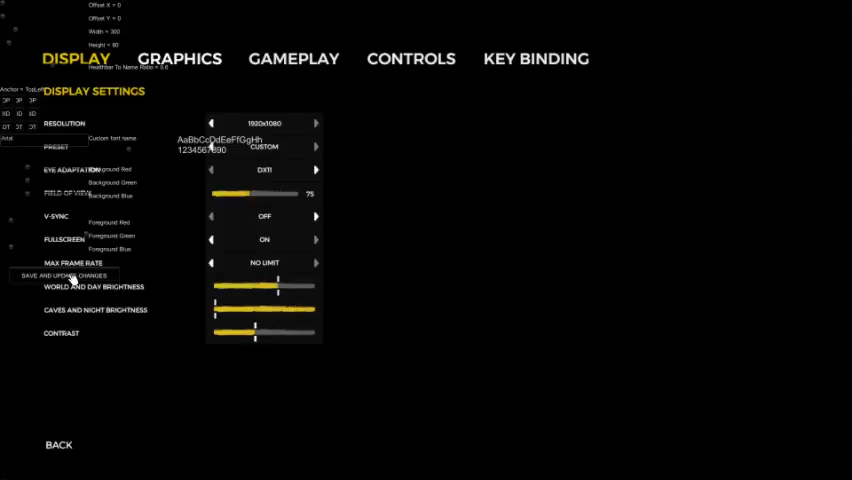 Offset X = 0
Offset Y = 0
Width = 300
Height = 80
DISPLAY GRAPHICS GAMEPLAY CONTROLS KEY BINDING
Healthbar To Name Ratio = 0.6
Anchor = TopLeft
DISPLAY SETTINGS
OP OP OP
RESOLUTION 1920x1080
Arial
Custom font name
AaBbCcDdEeFfGgHh
1234567890
PRESET CUSTOM
EYE ADAPTATION DX11
Background Red
Background Green
FIELD OF VIEW 75
Background Blue
V-SYNC OFF
Foreground Red
Foreground Green
FULLSCREEN ON
Foreground Blue
MAX FRAME RATE NO LIMIT
SAVE AND UPDATE CHANGES
WORLD AND DAY BRIGHTNESS
CAVES AND NIGHT BRIGHTNESS
CONTRAST
BACK